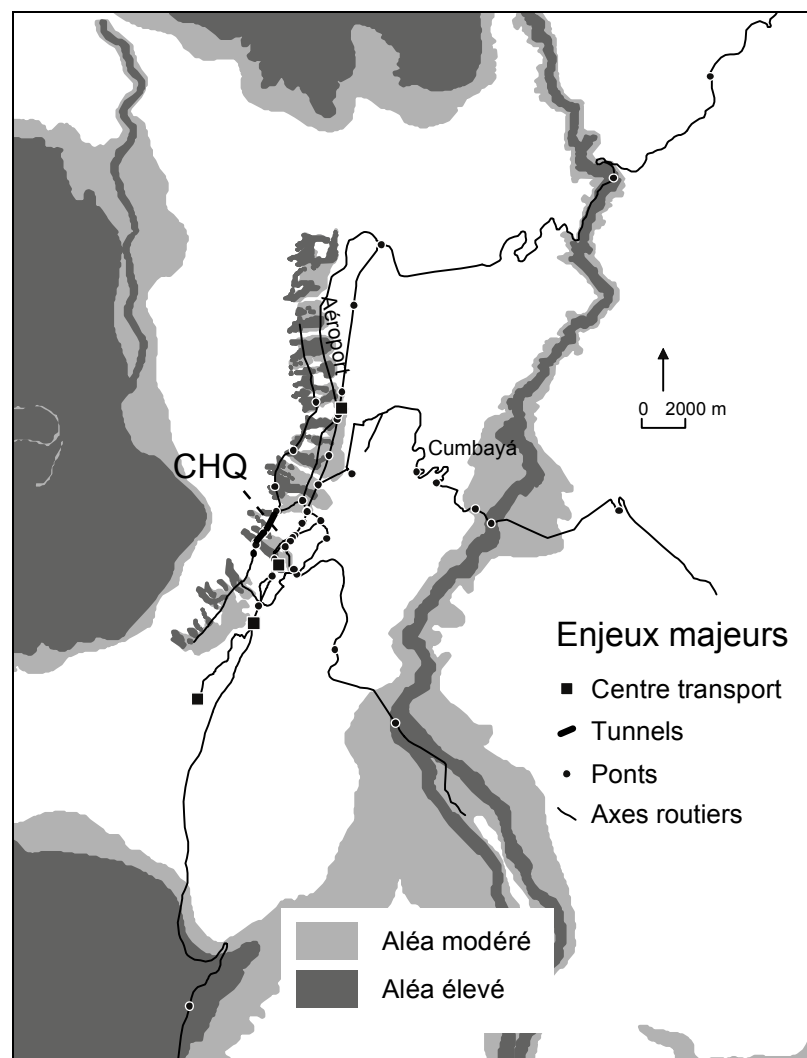 Aéroport
0 2000 m
Cumbayá
CHQ
Enjeux majeurs
Centre transport
Tunnels
Ponts
Axes routiers
Aléa modéré
Aléa élevé